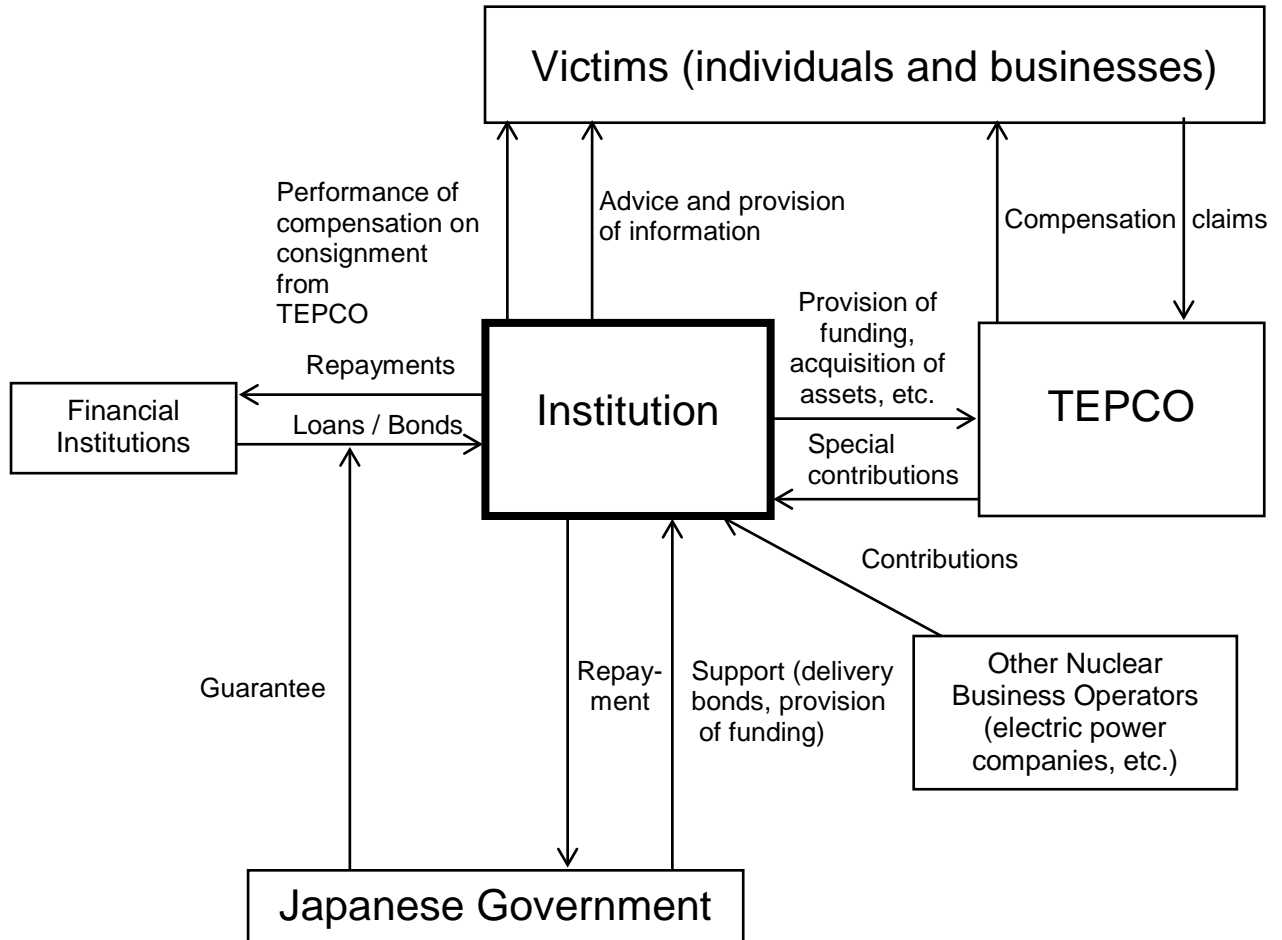 Victims (individuals and businesses)
Performance of
compensation on
consignment
from
TEPCO
Advice and provision
of information
Compensation
claims
Provision of
funding,
acquisition of
assets, etc.
Repayments
Financial
Institutions
Loans / Bonds
Institution
TEPCO
Special
contributions
Contributions
Guarantee
Repay-
ment
Support (delivery
bonds, provision
of funding)
Other Nuclear
Business Operators
(electric power
companies, etc.)
Japanese Government